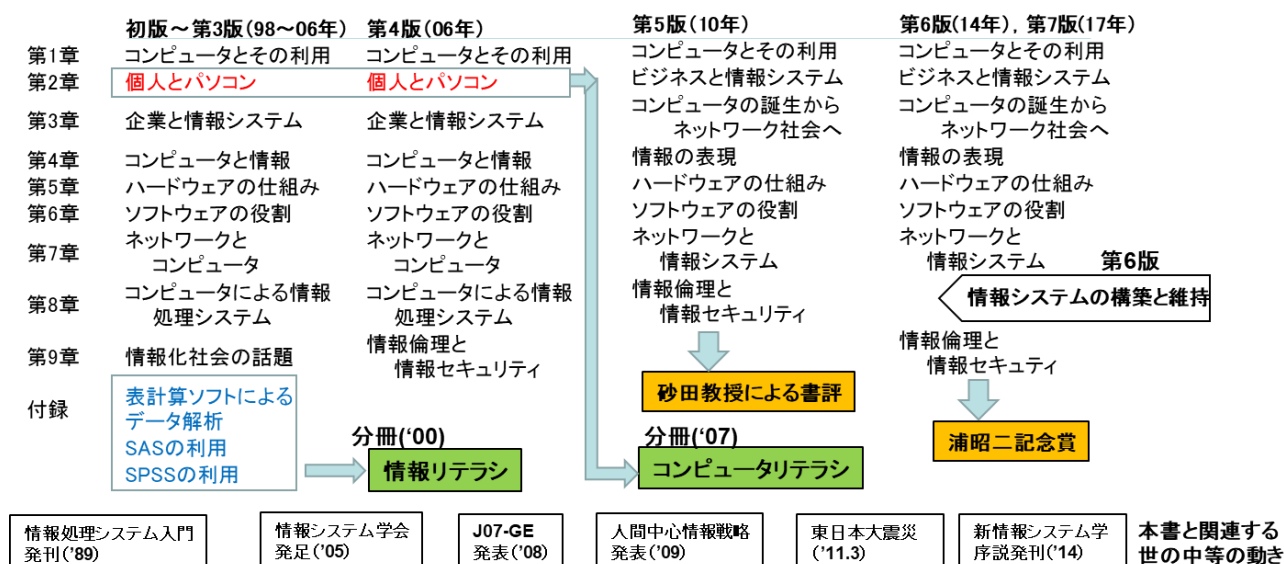 初版～第3版(98～06年) 第4版(06年) 第5版(10年) 第6版(14年), 第7版(17年)
第1章 コンピュータとその利用 コンピュータとその利用 コンピュータとその利用 コンピュータとその利用
第2章 個人とパソコン 個人とパソコン ビジネスと情報システム ビジネスと情報システム
第3章 企業と情報システム 企業と情報システム コンピュータの誕生から コンピュータの誕生から
ネットワーク社会へ ネットワーク社会へ
第4章 コンピュータと情報 コンピュータと情報 情報の表現 情報の表現
第5章 ハードウェアの仕組み ハードウェアの仕組み ハードウェアの仕組み ハードウェアの仕組み
第6章 ソフトウェアの役割 ソフトウェアの役割 ソフトウェアの役割 ソフトウェアの役割
第7章 ネットワークと ネットワークと ネットワークと ネットワークと
コンピュータ コンピュータ 情報システム 情報システム 第6版
第8章 コンピュータによる情報 コンピュータによる情報 情報倫理と 情報システムの構築と維持
処理システム 処理システム 情報セキュリティ
第9章 情報化社会の話題 情報倫理と 情報倫理と
情報セキュリティ 情報セキュティ
付録 表計算ソフトによる 砂田教授による書評
データ解析
SASの利用 分冊('00) 分冊('07) 浦昭二記念賞
SPSSの利用 情報リテラシ コンピュータリテラシ
情報処理システム入門 情報システム学会 J07-GE 人間中心情報戦略 東日本大震災 新情報システム学 本書と関連する
発刊('89) 発足('05) 発表('08) 発表('09) ('11.3) 序説発刊('14) 世の中等の動き